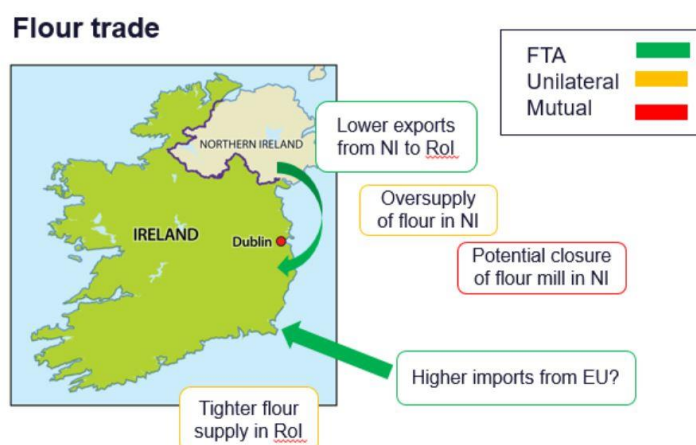 Flour trade
FTA
Unilateral
Mutual
Lower exports
from NI to RoI
NORTHERN IRELAND
Oversupply
of flour in NI
IRELAND
Dublin
Potential closure
of flour mill in NI
Higher imports from EU?
Tighter flour
supply in RoI